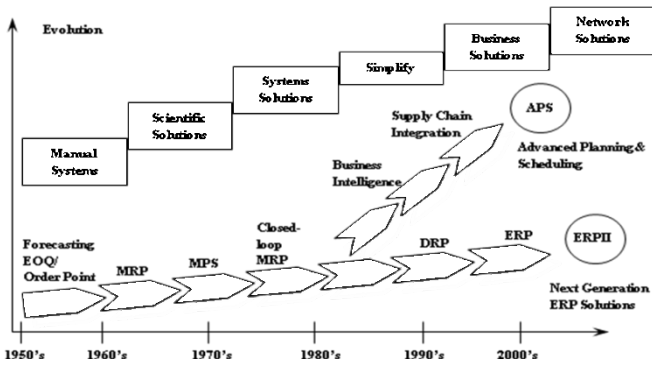 Evolution
Network
Solutions
Business
Solutions
Simplify
Systems
Solutions
Scientific
Solutions
Manual
Systems
Supply Chain
Integration
APS
Advanced Planning &
Scheduling
Business
Intelligence
Forecasting
EOQ/
Order Point
MRP
MPS
Closed-
loop
MRP
DRP
ERP
ERPII
Next Generation
ERP Solutions
1950's
1960's
1970's
1980's
1990's
2000's